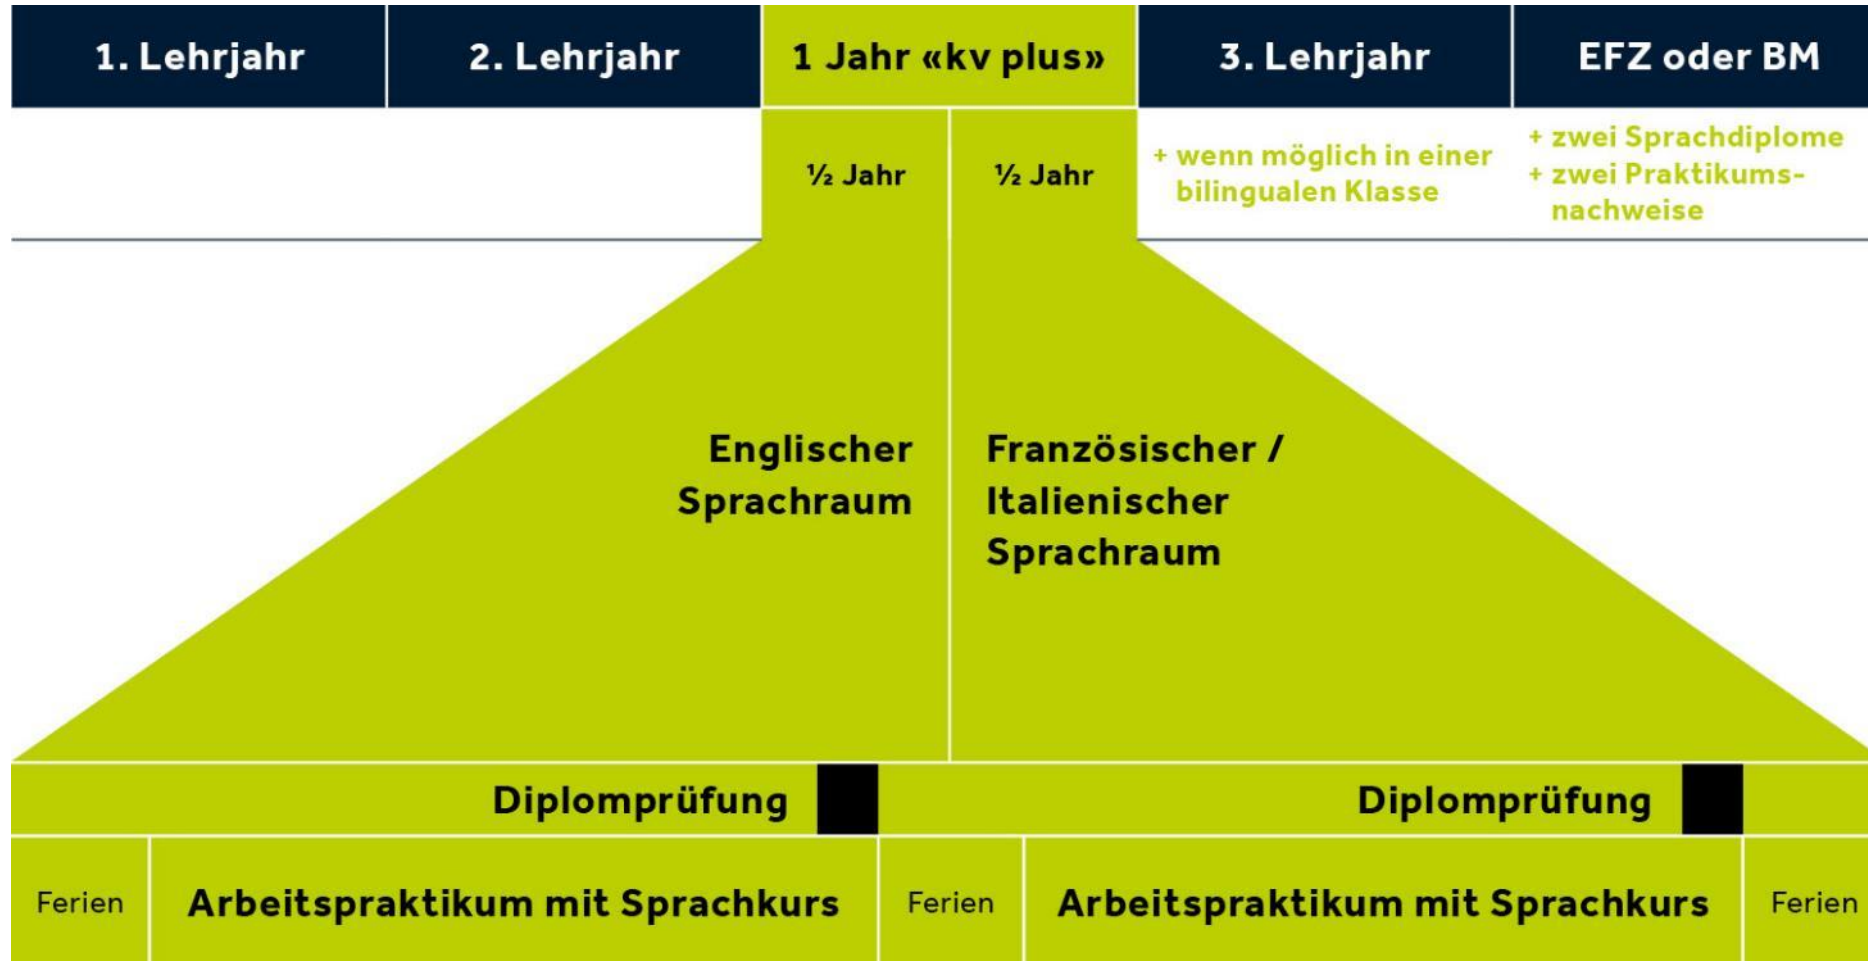 1. Lehrjahr
2. Lehrjahr
1 Jahr «kv plus»
3. Lehrjahr
EFZ oder BM
½ Jahr
½ Jahr
+ wenn möglich in einer
bilingualen Klasse
+ zwei Sprachdiplome
+ zwei Praktikums-
nachweise
Englischer
Sprachraum
Französischer /
Italienischer
Sprachraum
Diplomprüfung
Diplomprüfung
Ferien
Arbeitspraktikum mit Sprachkurs
Ferien
Arbeitspraktikum mit Sprachkurs
Ferien